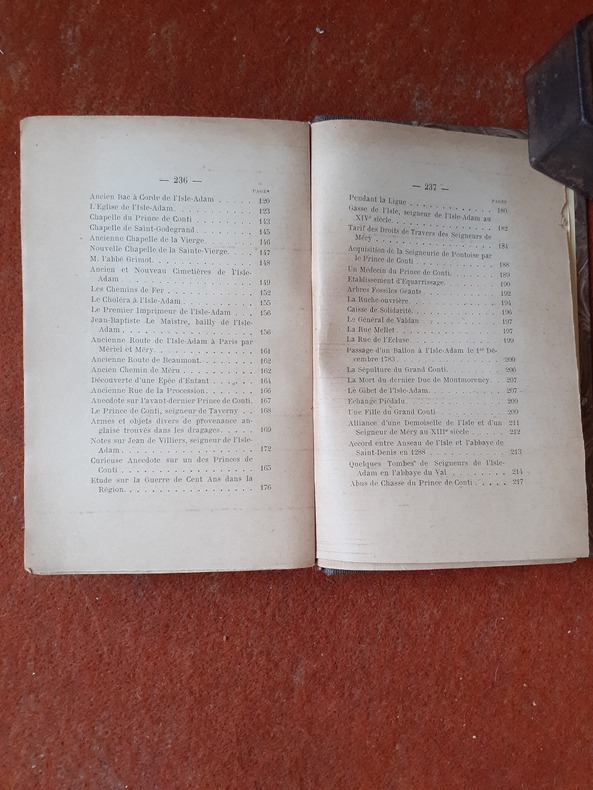 — 236 —
PAGES
Ancien Bac à Corde de l'Isle-Adam . . . . . 120
L'Eglise de l'Isle-Adam. . . . . . . . . . . 123
Chapelle du Prince de Conti . . . . . . . . 143
Chapelle de Saint-Godegrand . . . . . . . . 145
Ancienne Chapelle de la Vierge . . . . . . . 146
Nouvelle Chapelle de la Sainte-Vierge. . . . 147
M. l'abbé Grimot. . . . . . . . . . . . . . 148
Ancien et Nouveau Cimetières de l'Isle-
Adam . . . . . . . . . . . . . . . . . 149
Les Chemins de Fer . . . . . . . . . . . . 152
Le Choléra à l'Isle-Adam . . . . . . . . . . 155
Le Premier Imprimeur de l'Isle-Adam . . . . 156
Jean-Baptiste Le Maistre, bailly de l'Isle-
Adam . . . . . . . . . . . . . . . . . 156
Ancienne Route de l'Isle-Adam à Paris par
Mériel et Méry. . . . . . . . . . . . . 161
Ancienne Route de Beaumont. . . . . . . . 162
Ancien Chemin de Méru . . . . . . . . . . 162
Découverte d'une Epée d'Enfant . . . . . . 164
Ancienne Rue de la Procession. . . . . . . 166
Anecdote sur l'avant-dernier Prince de Conti. 167
Le Prince de Conti, seigneur de Taverny . . 168
Armes et objets divers de provenance an-
glaise trouvés dans les dragages. . . . . 169
Notes sur Jean de Villiers, seigneur de l'Isle-
Adam . . . . . . . . . . . . . . . . . 172
Curieuse Anecdote sur un des Princes de
Conti . . . . . . . . . . . . . . . . . 165
Etude sur la Guerre de Cent Ans dans la
Région. . . . . . . . . . . . . . . . . 176
— 237 —
PAGES
Pendant la Ligue . . . . . . . . . . . . . 180
Gasse de l'Isle, seigneur de l'Isle-Adam au
XIVe siècle. . . . . . . . . . . . . . . 182
Tarif des Droits de Travers des Seigneurs de
Méry . . . . . . . . . . . . . . . . . 184
Acquisition de la Seigneurie de Pontoise par
le Prince de Conti . . . . . . . . . . . 188
Un Médecin du Prince de Conti. . . . . . . 189
Etablissement d'Equarrissage. . . . . . . . 190
Arbres Fossiles Géants . . . . . . . . . . . 192
La Ruche-ouvrière. . . . . . . . . . . . . 194
Caisse de Solidarité. . . . . . . . . . . . 196
Le Général de Valdan . . . . . . . . . . . 197
La Rue Mellet . . . . . . . . . . . . . . 197
La Rue de l'Ecluse . . . . . . . . . . . . 199
Passage d'un Ballon à l'Isle-Adam le 1er Dé-
cembre 1783. . . . . . . . . . . . . . 200
La Sépulture du Grand Conti. . . . . . . . 206
La Mort du dernier Duc de Montmorency. . . 207
Le Gibet de l'Isle-Adam. . . . . . . . . . 207
Echange Piédalu . . . . . . . . . . . . . 209
Une Fille du Grand Conti . . . . . . . . . 209
Alliance d'une Demoiselle de l'Isle et d'un 211
Seigneur de Méry au XIIIe siècle . . . . 212
Accord entre Anseau de l'Isle et l'abbaye de
Saint-Denis en 1288 . . . . . . . . . . 213
Quelques Tombes de Seigneurs de l'Isle-
Adam en l'abbaye du Val . . . . . . . . 214
Abus de Chasse du Prince de Conti . . . . . 217